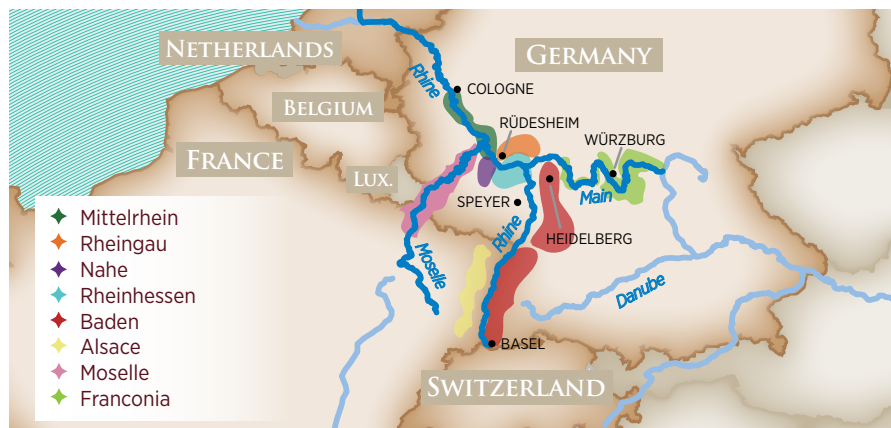 NETHERLANDS
GERMANY
Rhine
COLOGNE
BELGIUM
RÜDESHEIM
WÜRZBURG
FRANCE
LUX.
SPEYER
Main
Rhine
HEIDELBERG
Moselle
Danube
BASEL
SWITZERLAND
Mittelrhein
Rheingau
Nahe
Rheinhessen
Baden
Alsace
Moselle
Franconia